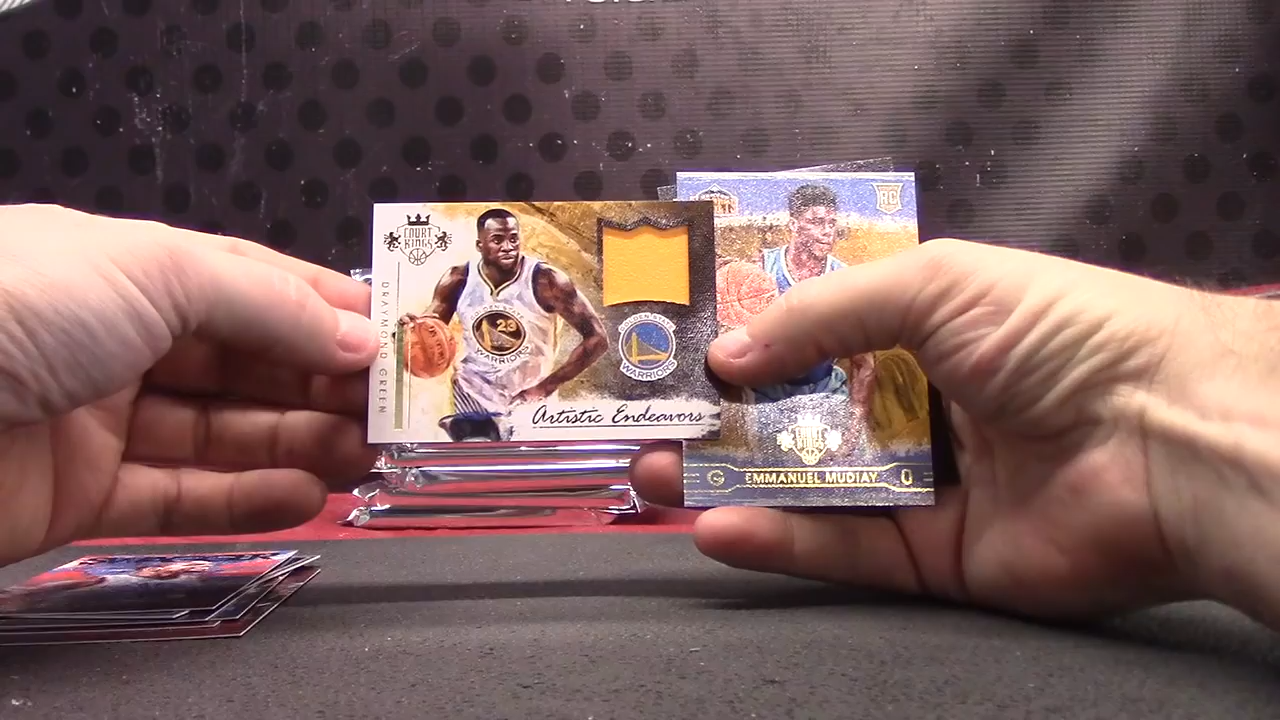 COURT
KINGS
DRAYMOND GREEN
GOLDEN STATE
23
WARRIORS
GOLDEN STATE
WARRIORS
Artistic Endeavors
RC
G EMMANUEL MUDIAY 0